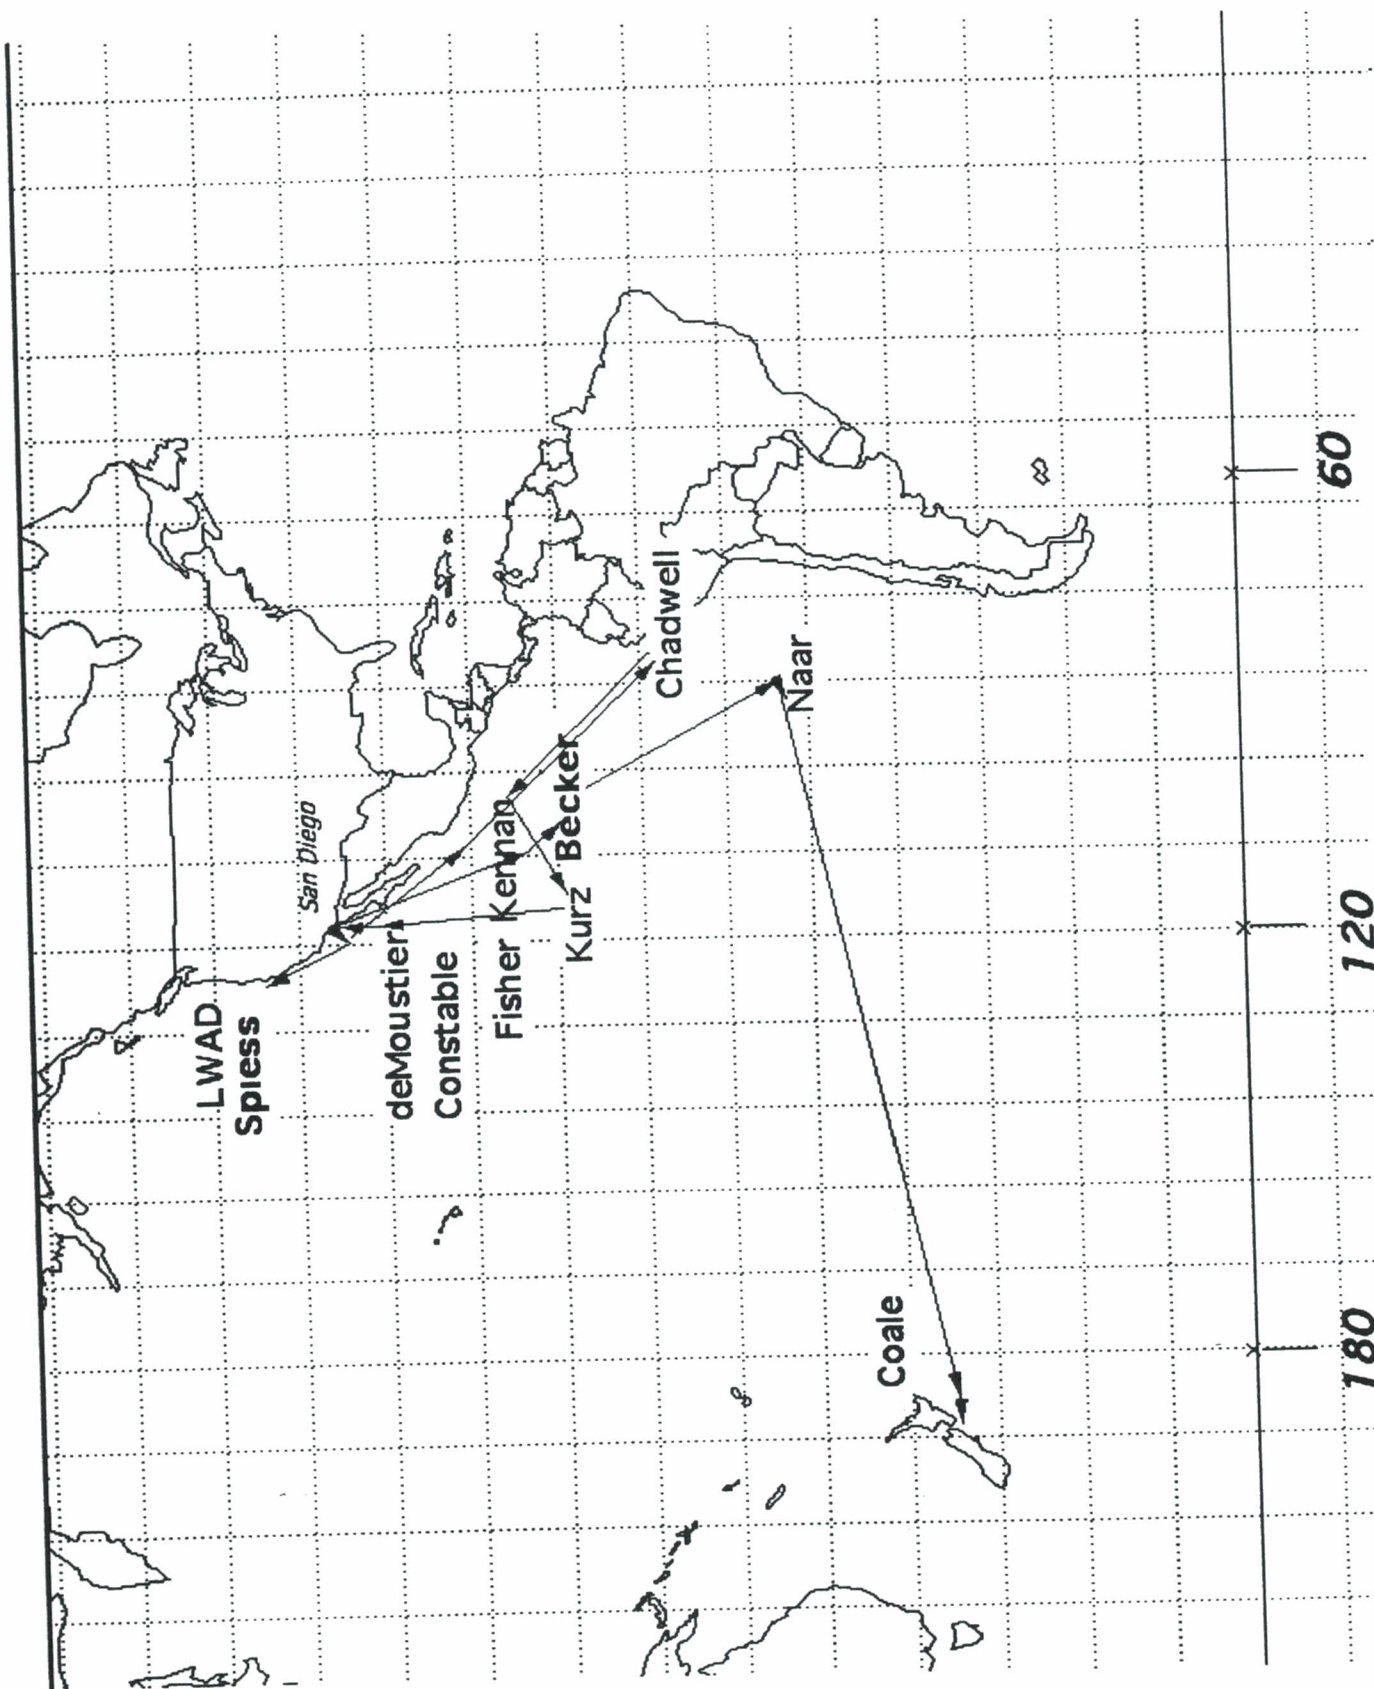 LWAD
Spiess
San Diego
deMoustier
Constable
Fisher Kennan
Kurz Becker
Chadwell
Naar
Coale
180
120
60